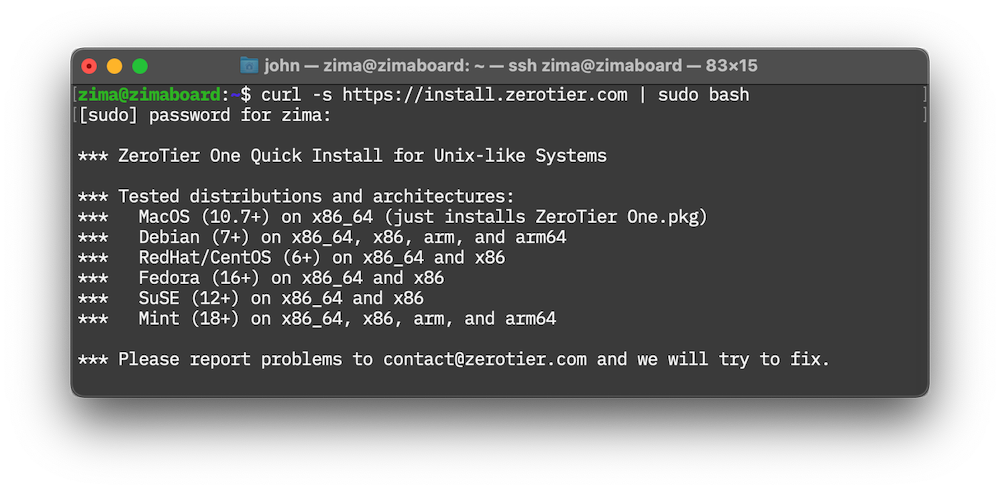 john — zima@zimaboard: ~ — ssh zima@zimaboard — 83×15
[zima@zimaboard:~$ curl -s https://install.zerotier.com | sudo bash ]
[[sudo] password for zima: ]
*** ZeroTier One Quick Install for Unix-like Systems
*** Tested distributions and architectures:
***   MacOS (10.7+) on x86_64 (just installs ZeroTier One.pkg)
***   Debian (7+) on x86_64, x86, arm, and arm64
***   RedHat/CentOS (6+) on x86_64 and x86
***   Fedora (16+) on x86_64 and x86
***   SuSE (12+) on x86_64 and x86
***   Mint (18+) on x86_64, x86, arm, and arm64
*** Please report problems to contact@zerotier.com and we will try to fix.